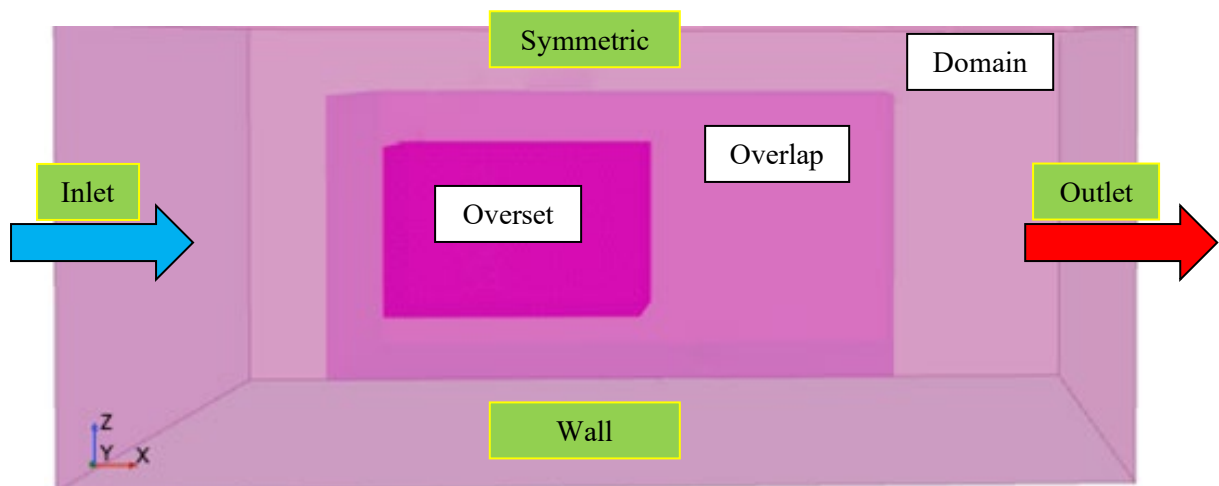 Symmetric
Domain
Overlap
Inlet
Overset
Outlet
Wall
Z
Y
X